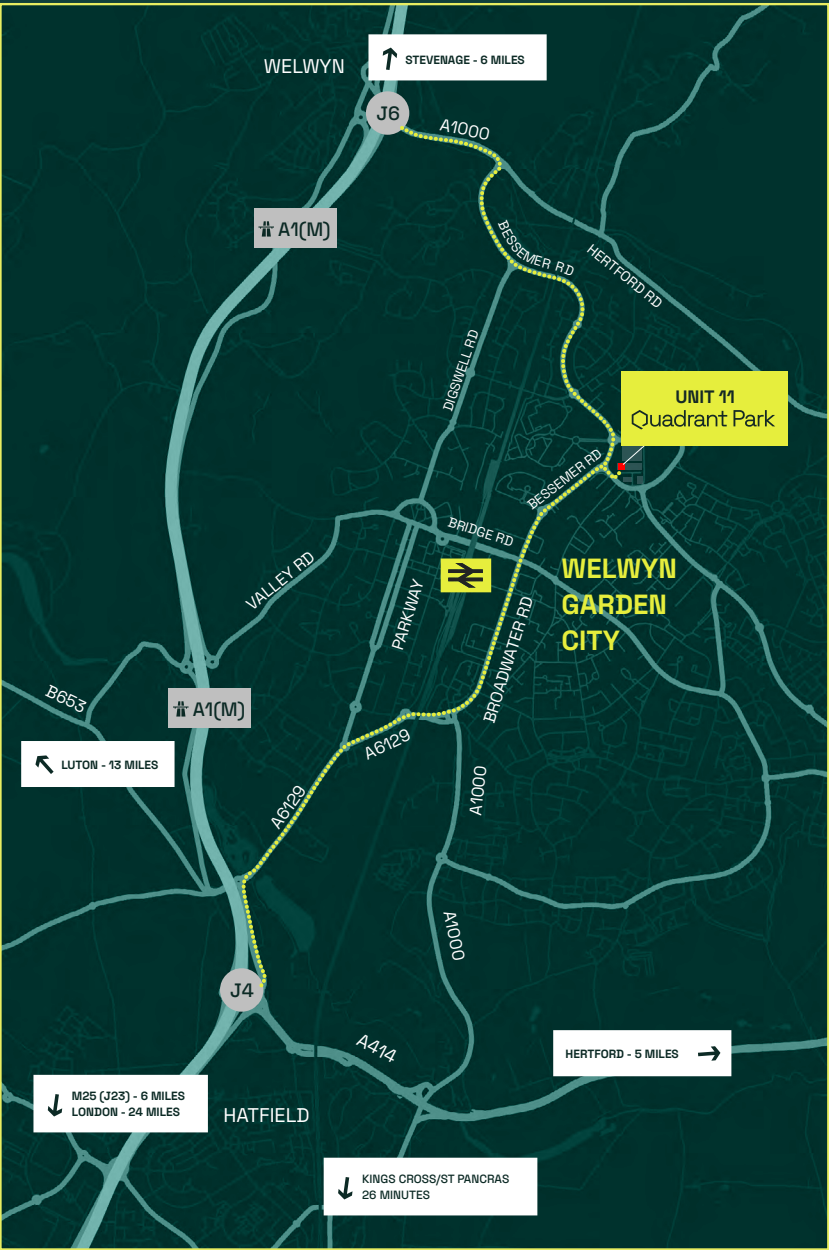 STEVENAGE - 6 MILES
WELWYN
J6
A1000
A1(M)
BESSEMER RD
HERTFORD RD
DIGSWELL RD
UNIT 11
Quadrant Park
BESSEMER RD
BRIDGE RD
VALLEY RD
WELWYN
GARDEN
CITY
PARKWAY
BROADWATER RD
B653
A1(M)
A6129
LUTON - 13 MILES
A6129
A1000
A1000
J4
A414
HERTFORD - 5 MILES
M25 (J23) - 6 MILES
LONDON - 24 MILES
HATFIELD
KINGS CROSS/ST PANCRAS
26 MINUTES